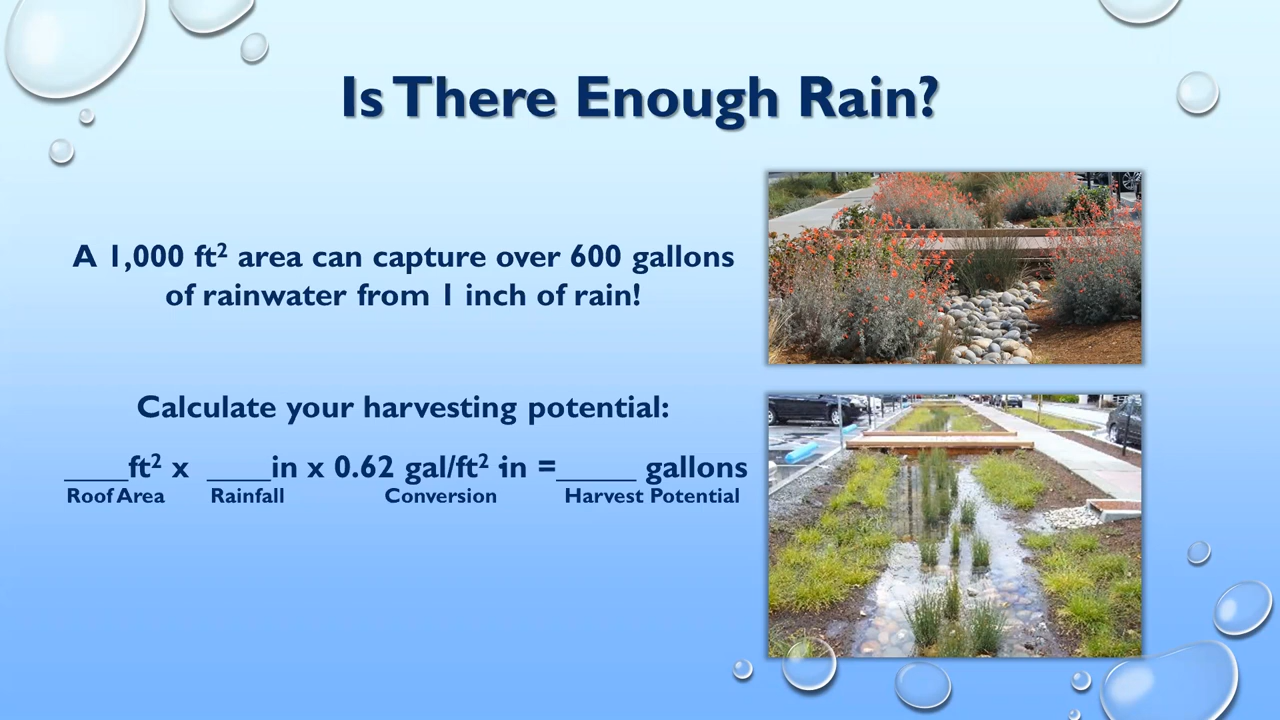 Is There Enough Rain?
A 1,000 ft² area can capture over 600 gallons
of rainwater from 1 inch of rain!
Calculate your harvesting potential:
____ft² x ____in x 0.62 gal/ft² · in =_____ gallons
Roof Area Rainfall Conversion Harvest Potential